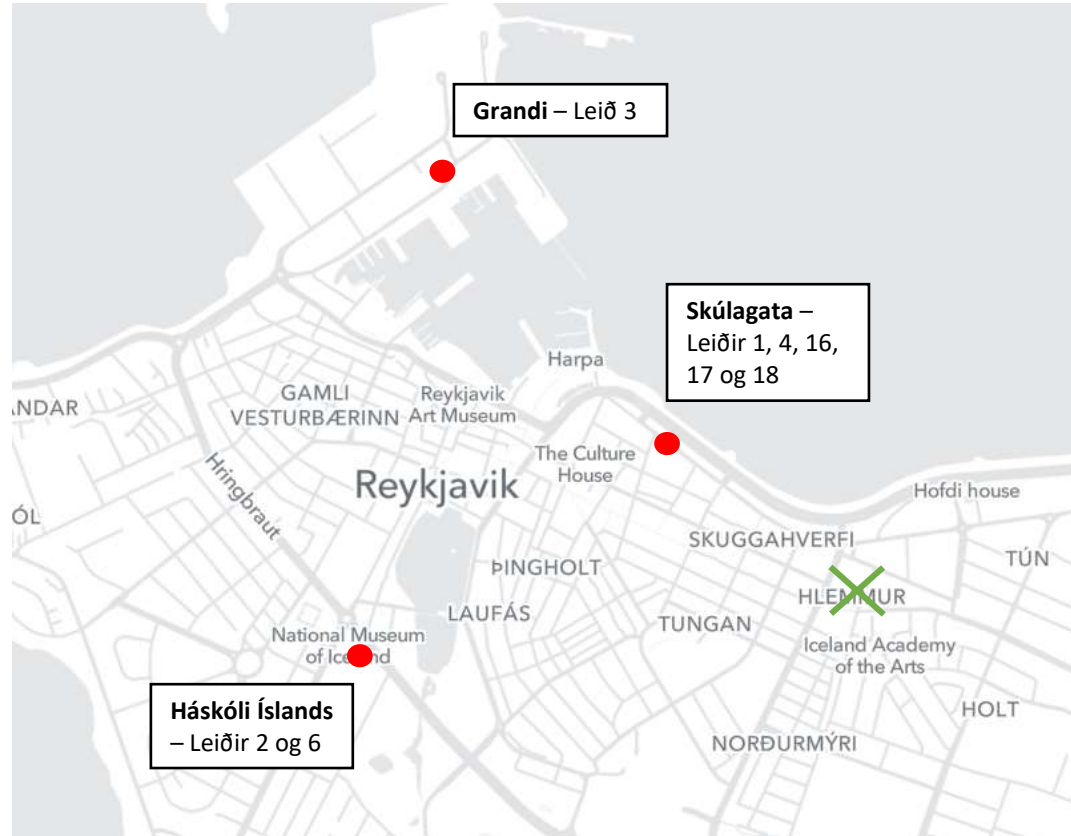 Grandi – Leið 3
Skúlagata –
Leiðir 1, 4, 16,
17 og 18
Harpa
GAMLI
VESTURBÆRINN
Reykjavik
Art Museum
ANDAR
The Culture
House
Reykjavik
Hringbraut
Hofdi house
ÓL
SKUGGAHVERFI
TÚN
ÞINGHOLT
HLEMMUR
LAUFÁS
TUNGAN
National Museum
of Iceland
Iceland Academy
of the Arts
Háskóli Íslands
– Leiðir 2 og 6
HOLT
NORÐURMÝRI